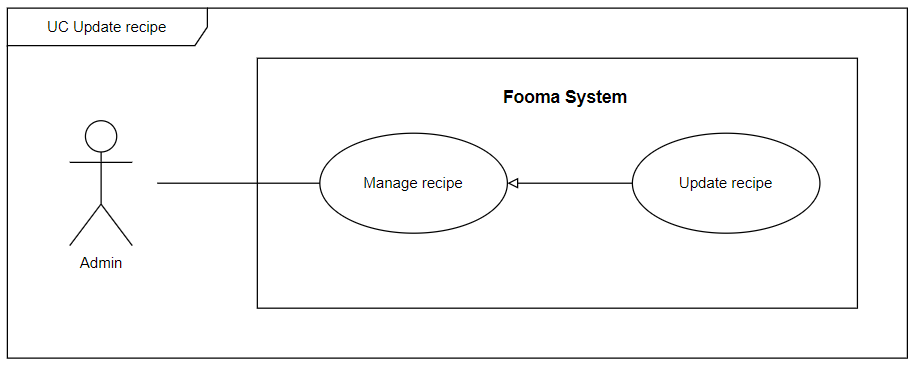 UC Update recipe
Fooma System
Manage recipe
Update recipe
Admin